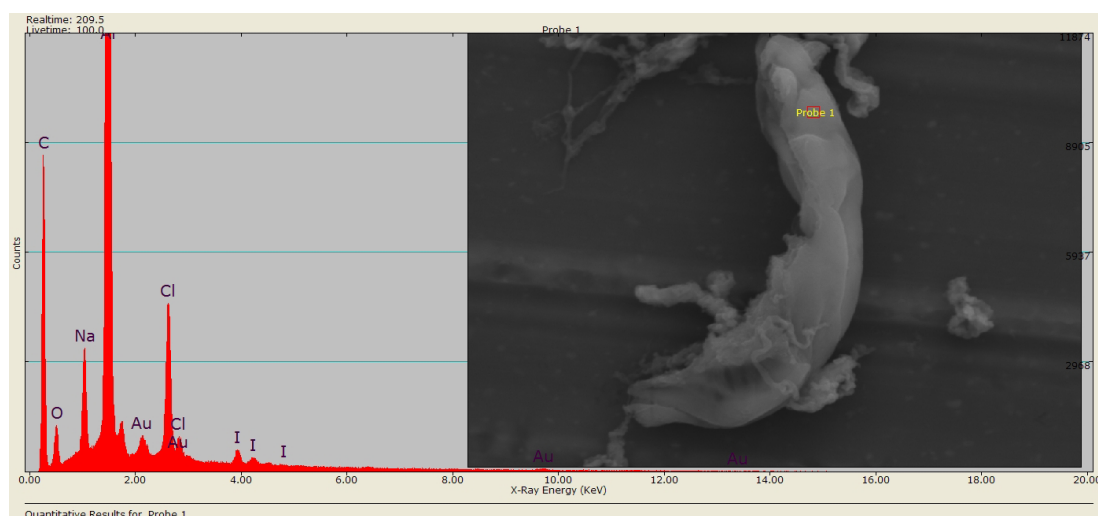 Realtime: 209.5
Livetime: 100.0
Probe 1
11874
Al
C
8905
Probe 1
Counts
5937
Cl
Na
2968
O
Au
Cl
Au
I
I
I
Au
Au
0.00 2.00 4.00 6.00 8.00 10.00 12.00 14.00 16.00 18.00 20.00
X-Ray Energy (KeV)
Quantitative Results for Probe 1